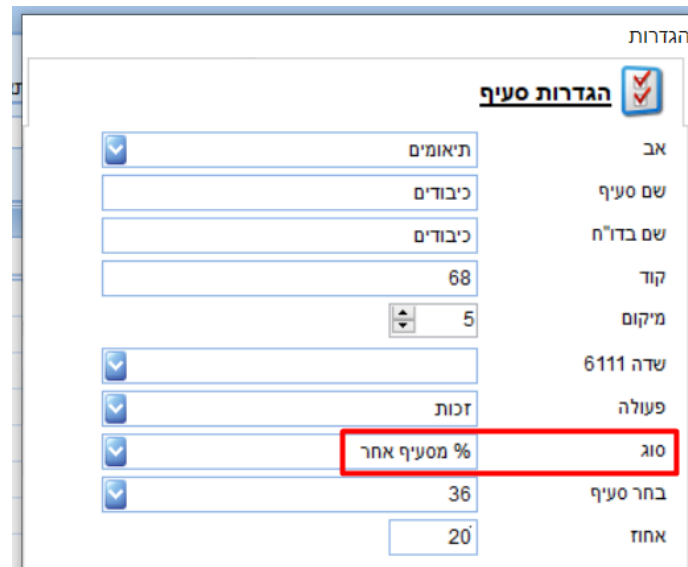 הגדרות
הגדרות סעיף
אב תיאומים
שם סעיף כיבודים
שם בדו"ח כיבודים
קוד 68
מיקום 5
שדה 6111
פעולה זכות
סוג % מסעיף אחר
בחר סעיף 36
אחוז 20